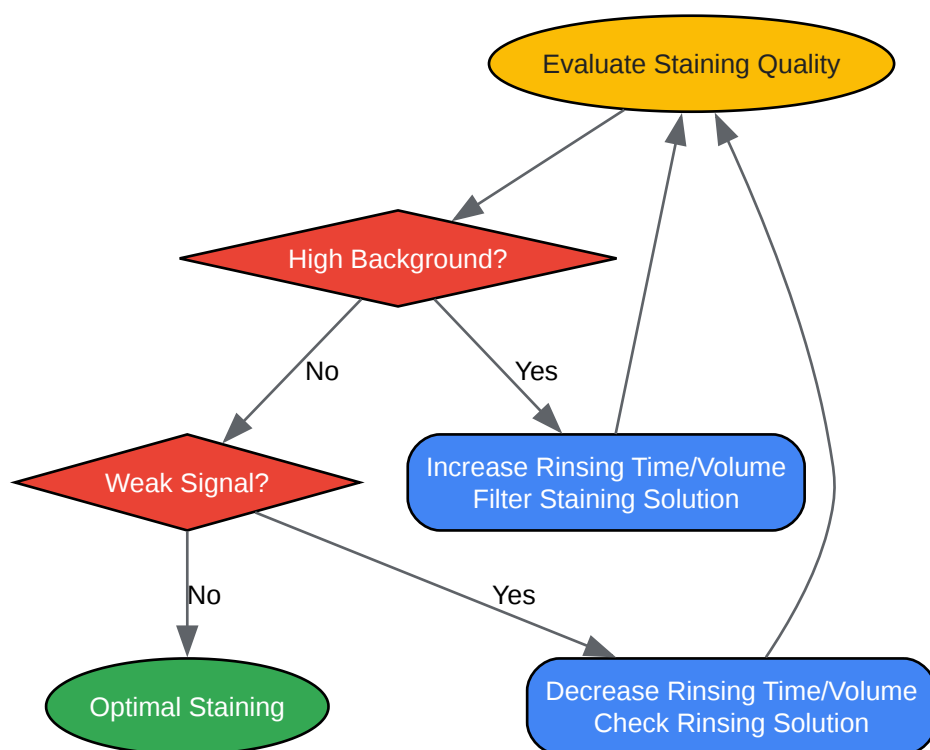 Evaluate Staining Quality
High Background?
No
Yes
Weak Signal?
Increase Rinsing Time/Volume
Filter Staining Solution
No
Yes
Optimal Staining
Decrease Rinsing Time/Volume
Check Rinsing Solution